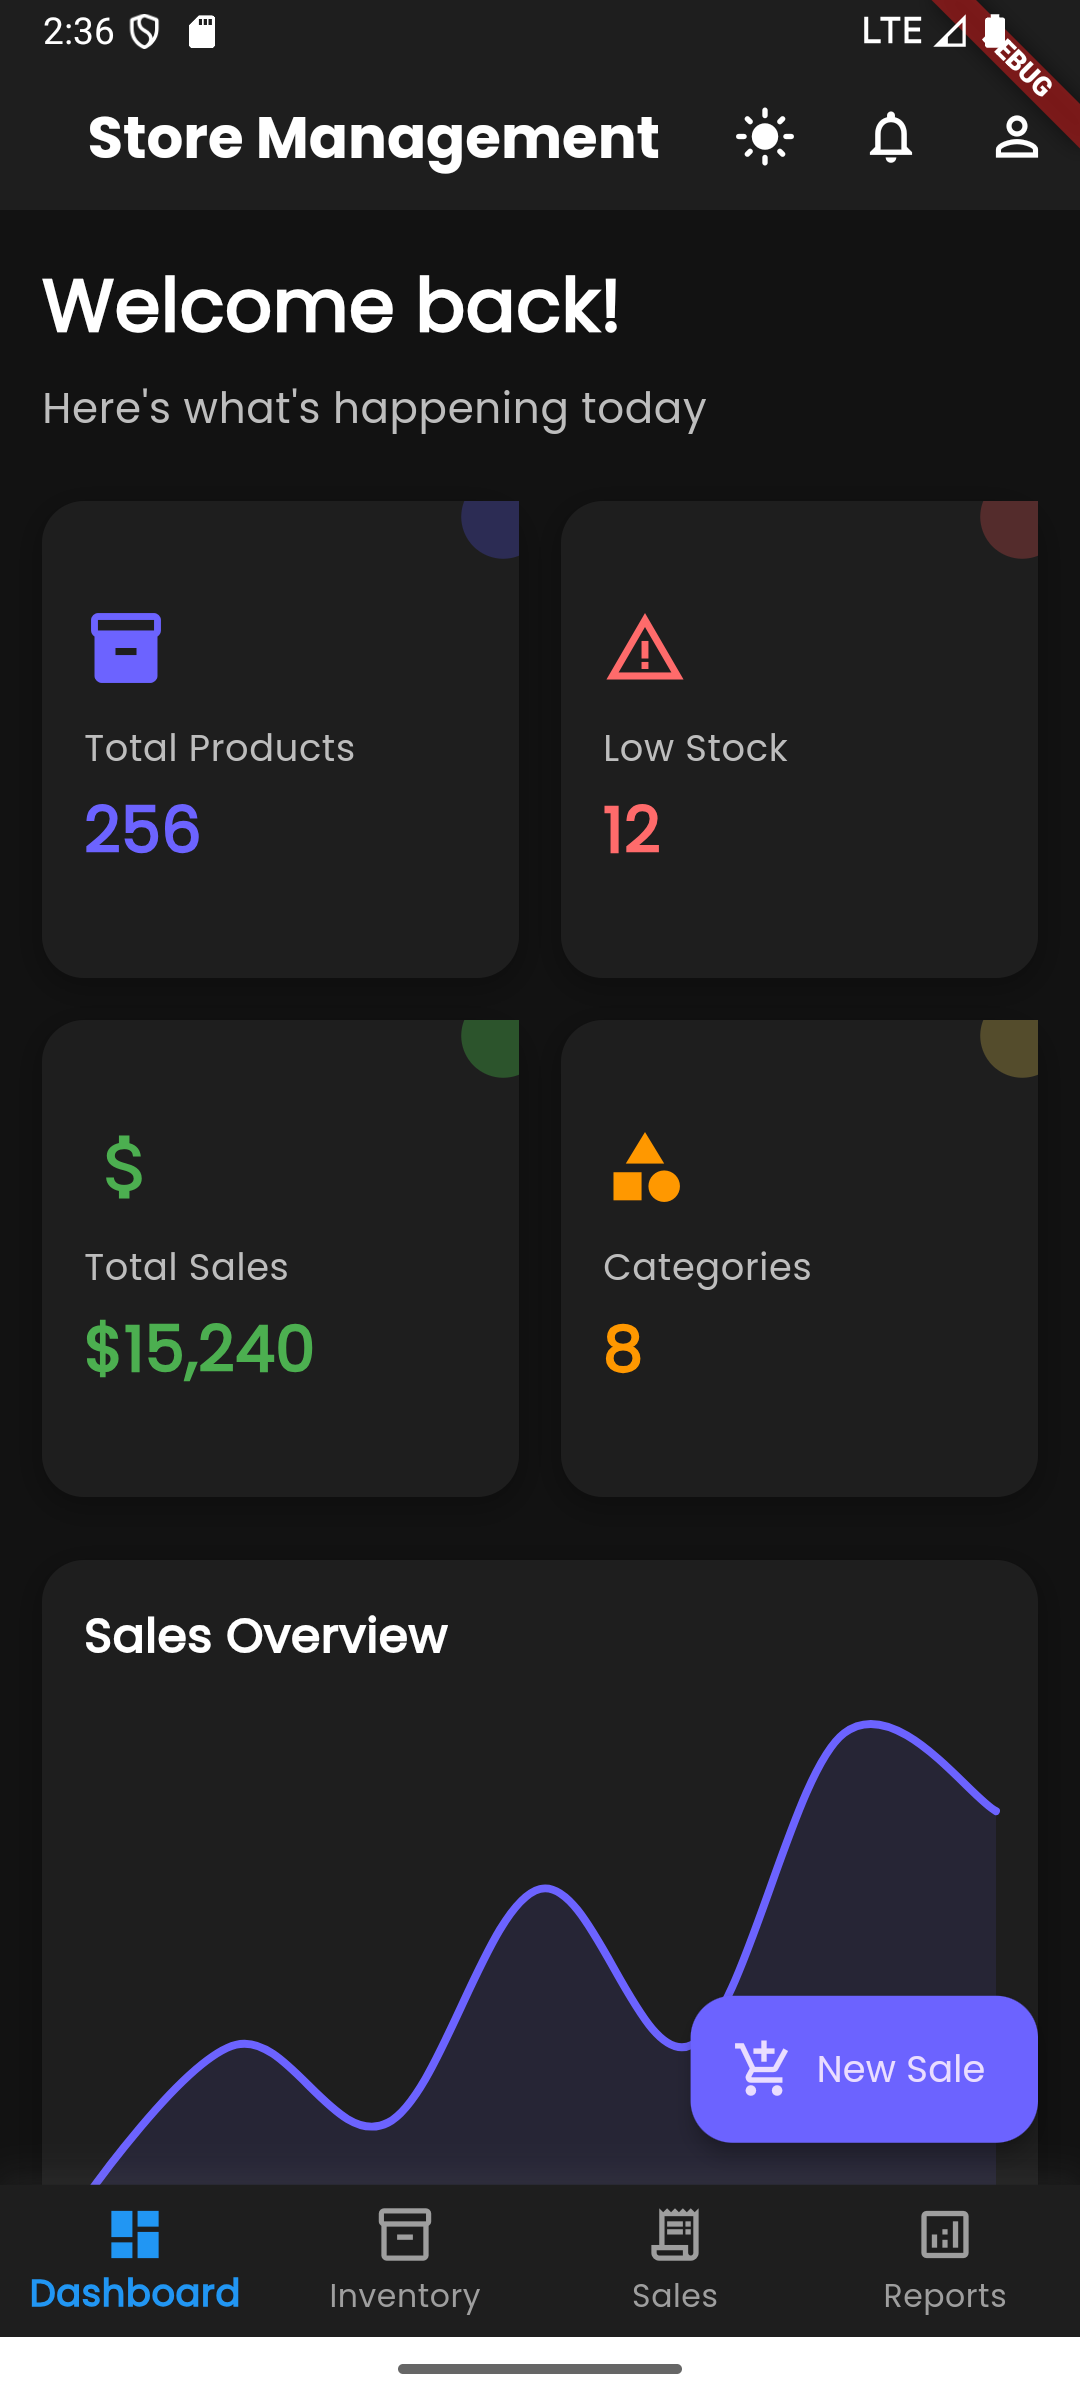 2:36 LTE
EBUG
Store Management
Welcome back!
Here's what's happening today
Total Products
256
Low Stock
12
Total Sales
$15,240
Categories
8
Sales Overview
New Sale
Dashboard
Inventory
Sales
Reports